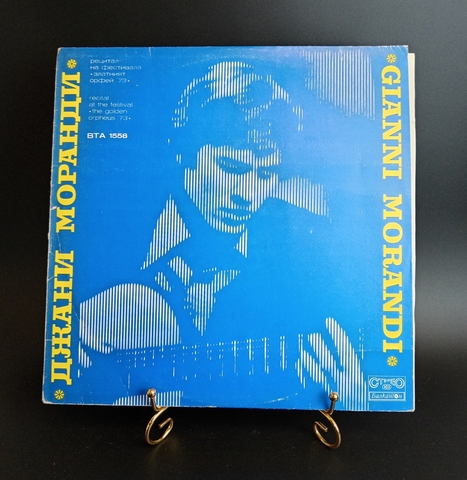 рецитал
на фестивала
«златният
орфей 73»
recital
at the festival
«the golden
orpheus 73»
BTA 1558
ДЖАНИ МОРАНДИ
GIANNI MORANDI
СТЕРЕО
Балкантон